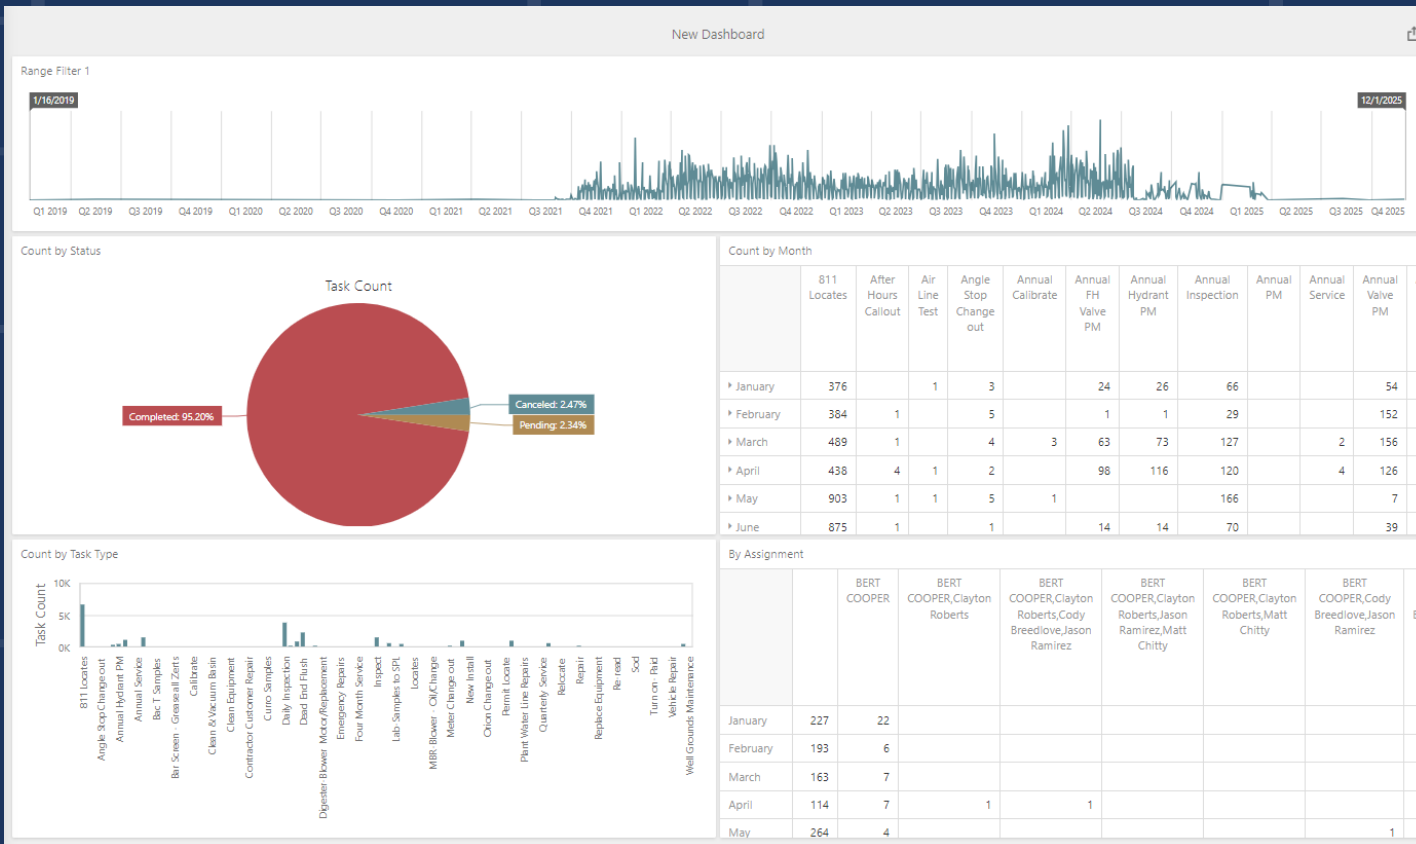 New Dashboard
Range Filter 1
1/16/2019
12/1/2025
Q1 2019 Q2 2019 Q3 2019 Q4 2019 Q1 2020 Q2 2020 Q3 2020 Q4 2020 Q1 2021 Q2 2021 Q3 2021 Q4 2021 Q1 2022 Q2 2022 Q3 2022 Q4 2022 Q1 2023 Q2 2023 Q3 2023 Q4 2023 Q1 2024 Q2 2024 Q3 2024 Q4 2024 Q1 2025 Q2 2025 Q3 2025 Q4 2025
Count by Status
Task Count
Completed: 95.20%
Canceled: 2.47%
Pending: 2.34%
Count by Month
811 Locates
After Hours Callout
Air Line Test
Angle Stop Change out
Annual Calibrate
Annual FH Valve PM
Annual Hydrant PM
Annual Inspection
Annual PM
Annual Service
Annual Valve PM
January 376 1 3 24 26 66 54
February 384 1 5 1 1 29 152
March 489 1 4 3 63 73 127 2 156
April 438 4 1 2 98 116 120 4 126
May 903 1 1 5 1 166 7
June 875 1 1 14 14 70 39
Count by Task Type
Task Count
10K
5K
0K
811 Locates
Angle Stop Change out
Annual Hydrant PM
Annual Service
Bac T Samples
Bar Screen - Grease all Zerts
Calibrate
Clean & Vacuum Basin
Clean Equipment
Contractor Customer Repair
Curro Samples
Daily Inspection
Dead End Flush
Digester Blower Motor/Replacement
Emergency Repairs
Four Month Service
Inspect
Lab Samples to SPL
Locates
MBR Blower - Oil/Change
Meter Change out
New Install
Orion Change out
Permit Locate
Plant Water Line Repairs
Quarterly Service
Relocate
Repair
Replace Equipment
Re-read
Sod
Turn on - Paid
Vehicle Repair
Well Grounds Maintenance
By Assignment
BERT COOPER
BERT COOPER,Clayton Roberts
BERT COOPER,Clayton Roberts,Cody Breedlove,Jason Ramirez
BERT COOPER,Clayton Roberts,Jason Ramirez,Matt Chitty
BERT COOPER,Clayton Roberts,Matt Chitty
BERT COOPER,Cody Breedlove,Jason Ramirez
January 227 22
February 193 6
March 163 7
April 114 7 1 1
May 264 4 1